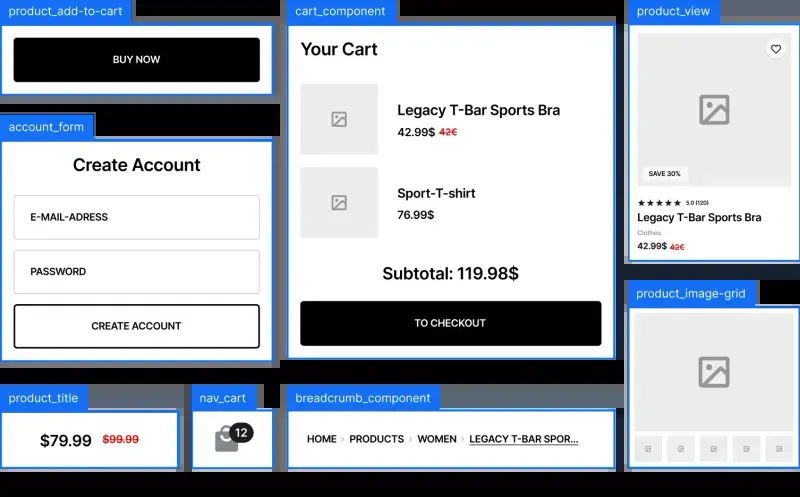 product_add-to-cart
BUY NOW
account_form
Create Account
E-MAIL-ADRESS
PASSWORD
CREATE ACCOUNT
product_title
$79.99 $99.99
nav_cart
12
cart_component
Your Cart
Legacy T-Bar Sports Bra
42.99$ 42€
Sport-T-shirt
76.99$
Subtotal: 119.98$
TO CHECKOUT
breadcrumb_component
HOME › PRODUCTS › WOMEN › LEGACY T-BAR SPOR...
product_view
SAVE 30%
★★★★★ 5.0 (120)
Legacy T-Bar Sports Bra
Clothes
42.99$ 42€
product_image-grid